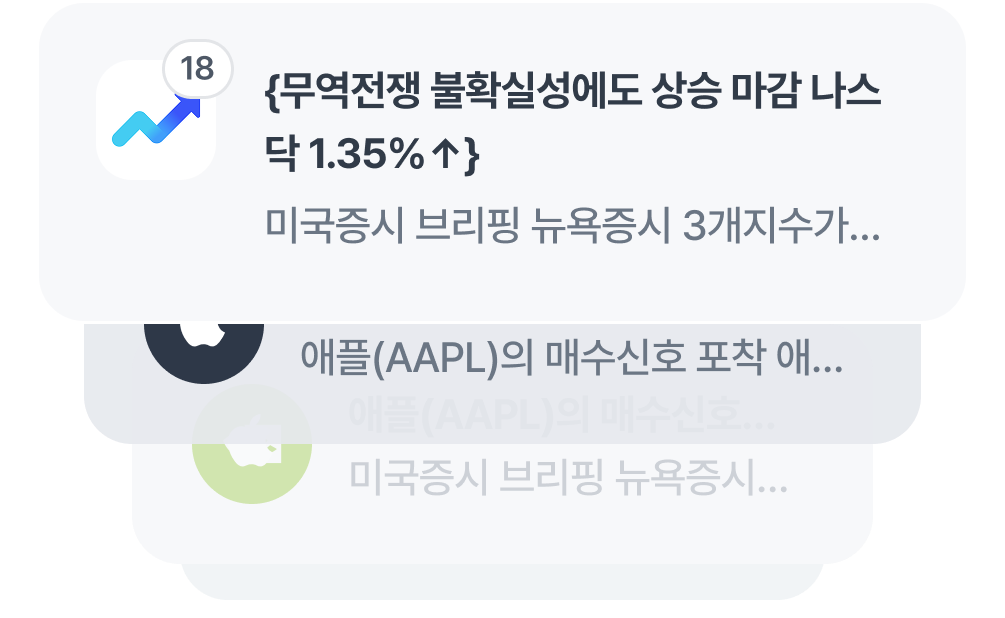 18
{무역전쟁 불확실성에도 상승 마감 나스
닥 1.35%↑}
미국증시 브리핑 뉴욕증시 3개지수가...
애플(AAPL)의 매수신호 포착 애...
애플(AAPL)의 매수신호...
미국증시 브리핑 뉴욕증시...